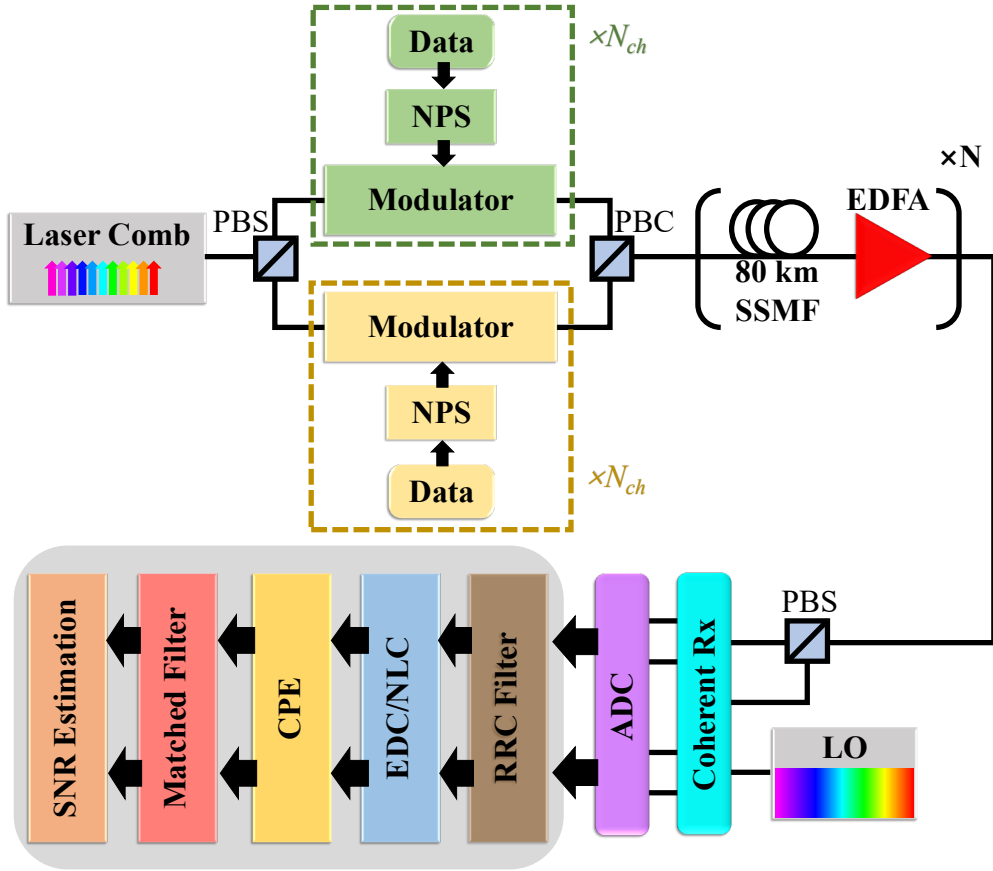 Data
×N_ch
NPS
Modulator
PBS
PBC
Laser Comb
×N
EDFA
80 km
SSMF
Modulator
NPS
Data
×N_ch
SNR Estimation
Matched Filter
CPE
EDC/NLC
RRC Filter
ADC
Coherent Rx
PBS
LO